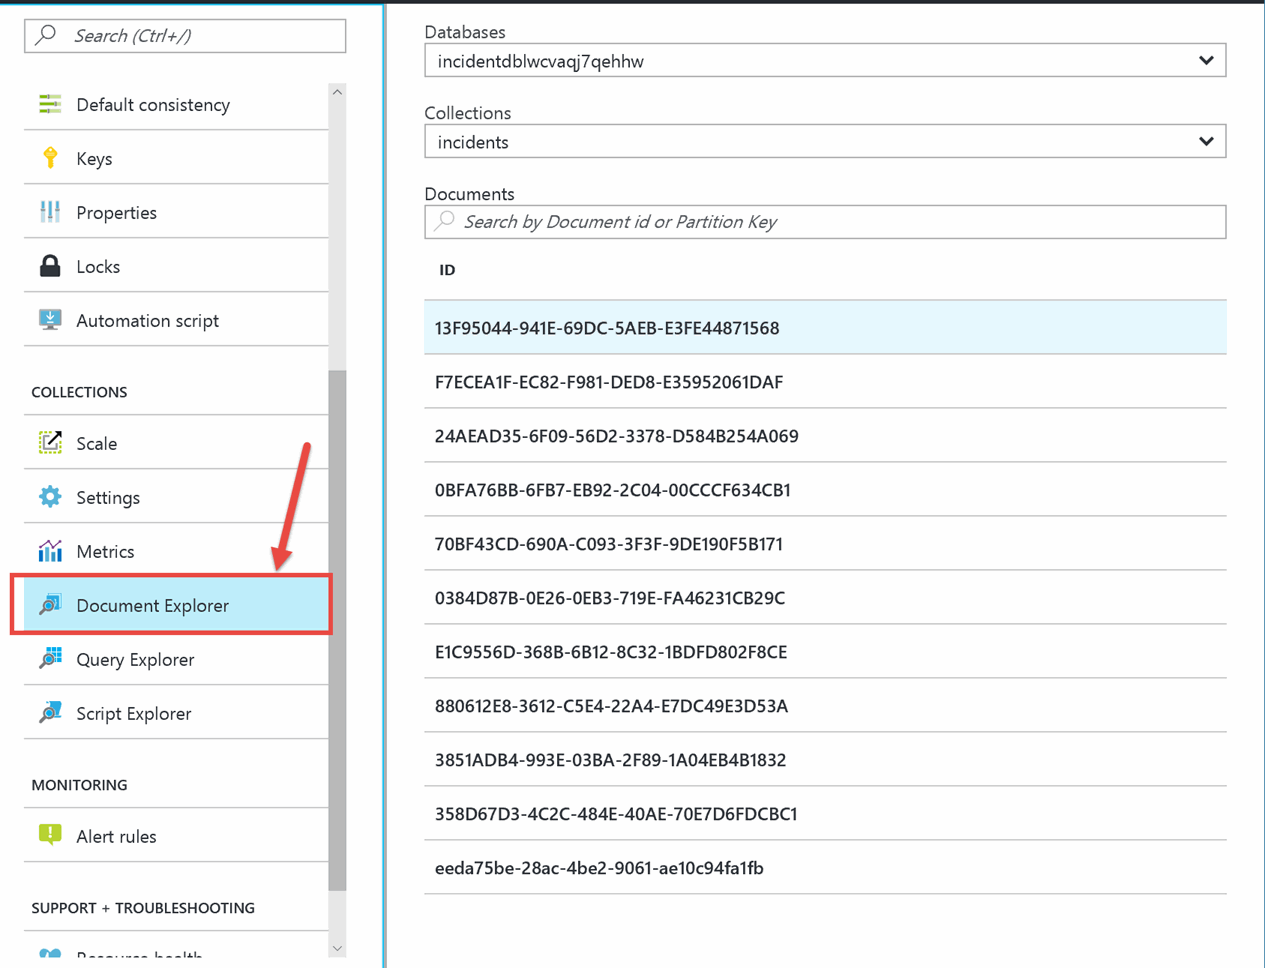 Search (Ctrl+/)
Default consistency
Keys
Properties
Locks
Automation script
COLLECTIONS
Scale
Settings
Metrics
Document Explorer
Query Explorer
Script Explorer
MONITORING
Alert rules
SUPPORT + TROUBLESHOOTING
Resource health
Databases
incidentdblwcvaqj7qehhw
Collections
incidents
Documents
Search by Document id or Partition Key
ID
13F95044-941E-69DC-5AEB-E3FE44871568
F7ECEA1F-EC82-F981-DED8-E35952061DAF
24AEAD35-6F09-56D2-3378-D584B254A069
0BFA76BB-6FB7-EB92-2C04-00CCCF634CB1
70BF43CD-690A-C093-3F3F-9DE190F5B171
0384D87B-0E26-0EB3-719E-FA46231CB29C
E1C9556D-368B-6B12-8C32-1BDFD802F8CE
880612E8-3612-C5E4-22A4-E7DC49E3D53A
3851ADB4-993E-03BA-2F89-1A04EB4B1832
358D67D3-4C2C-484E-40AE-70E7D6FDCBC1
eeda75be-28ac-4be2-9061-ae10c94fa1fb